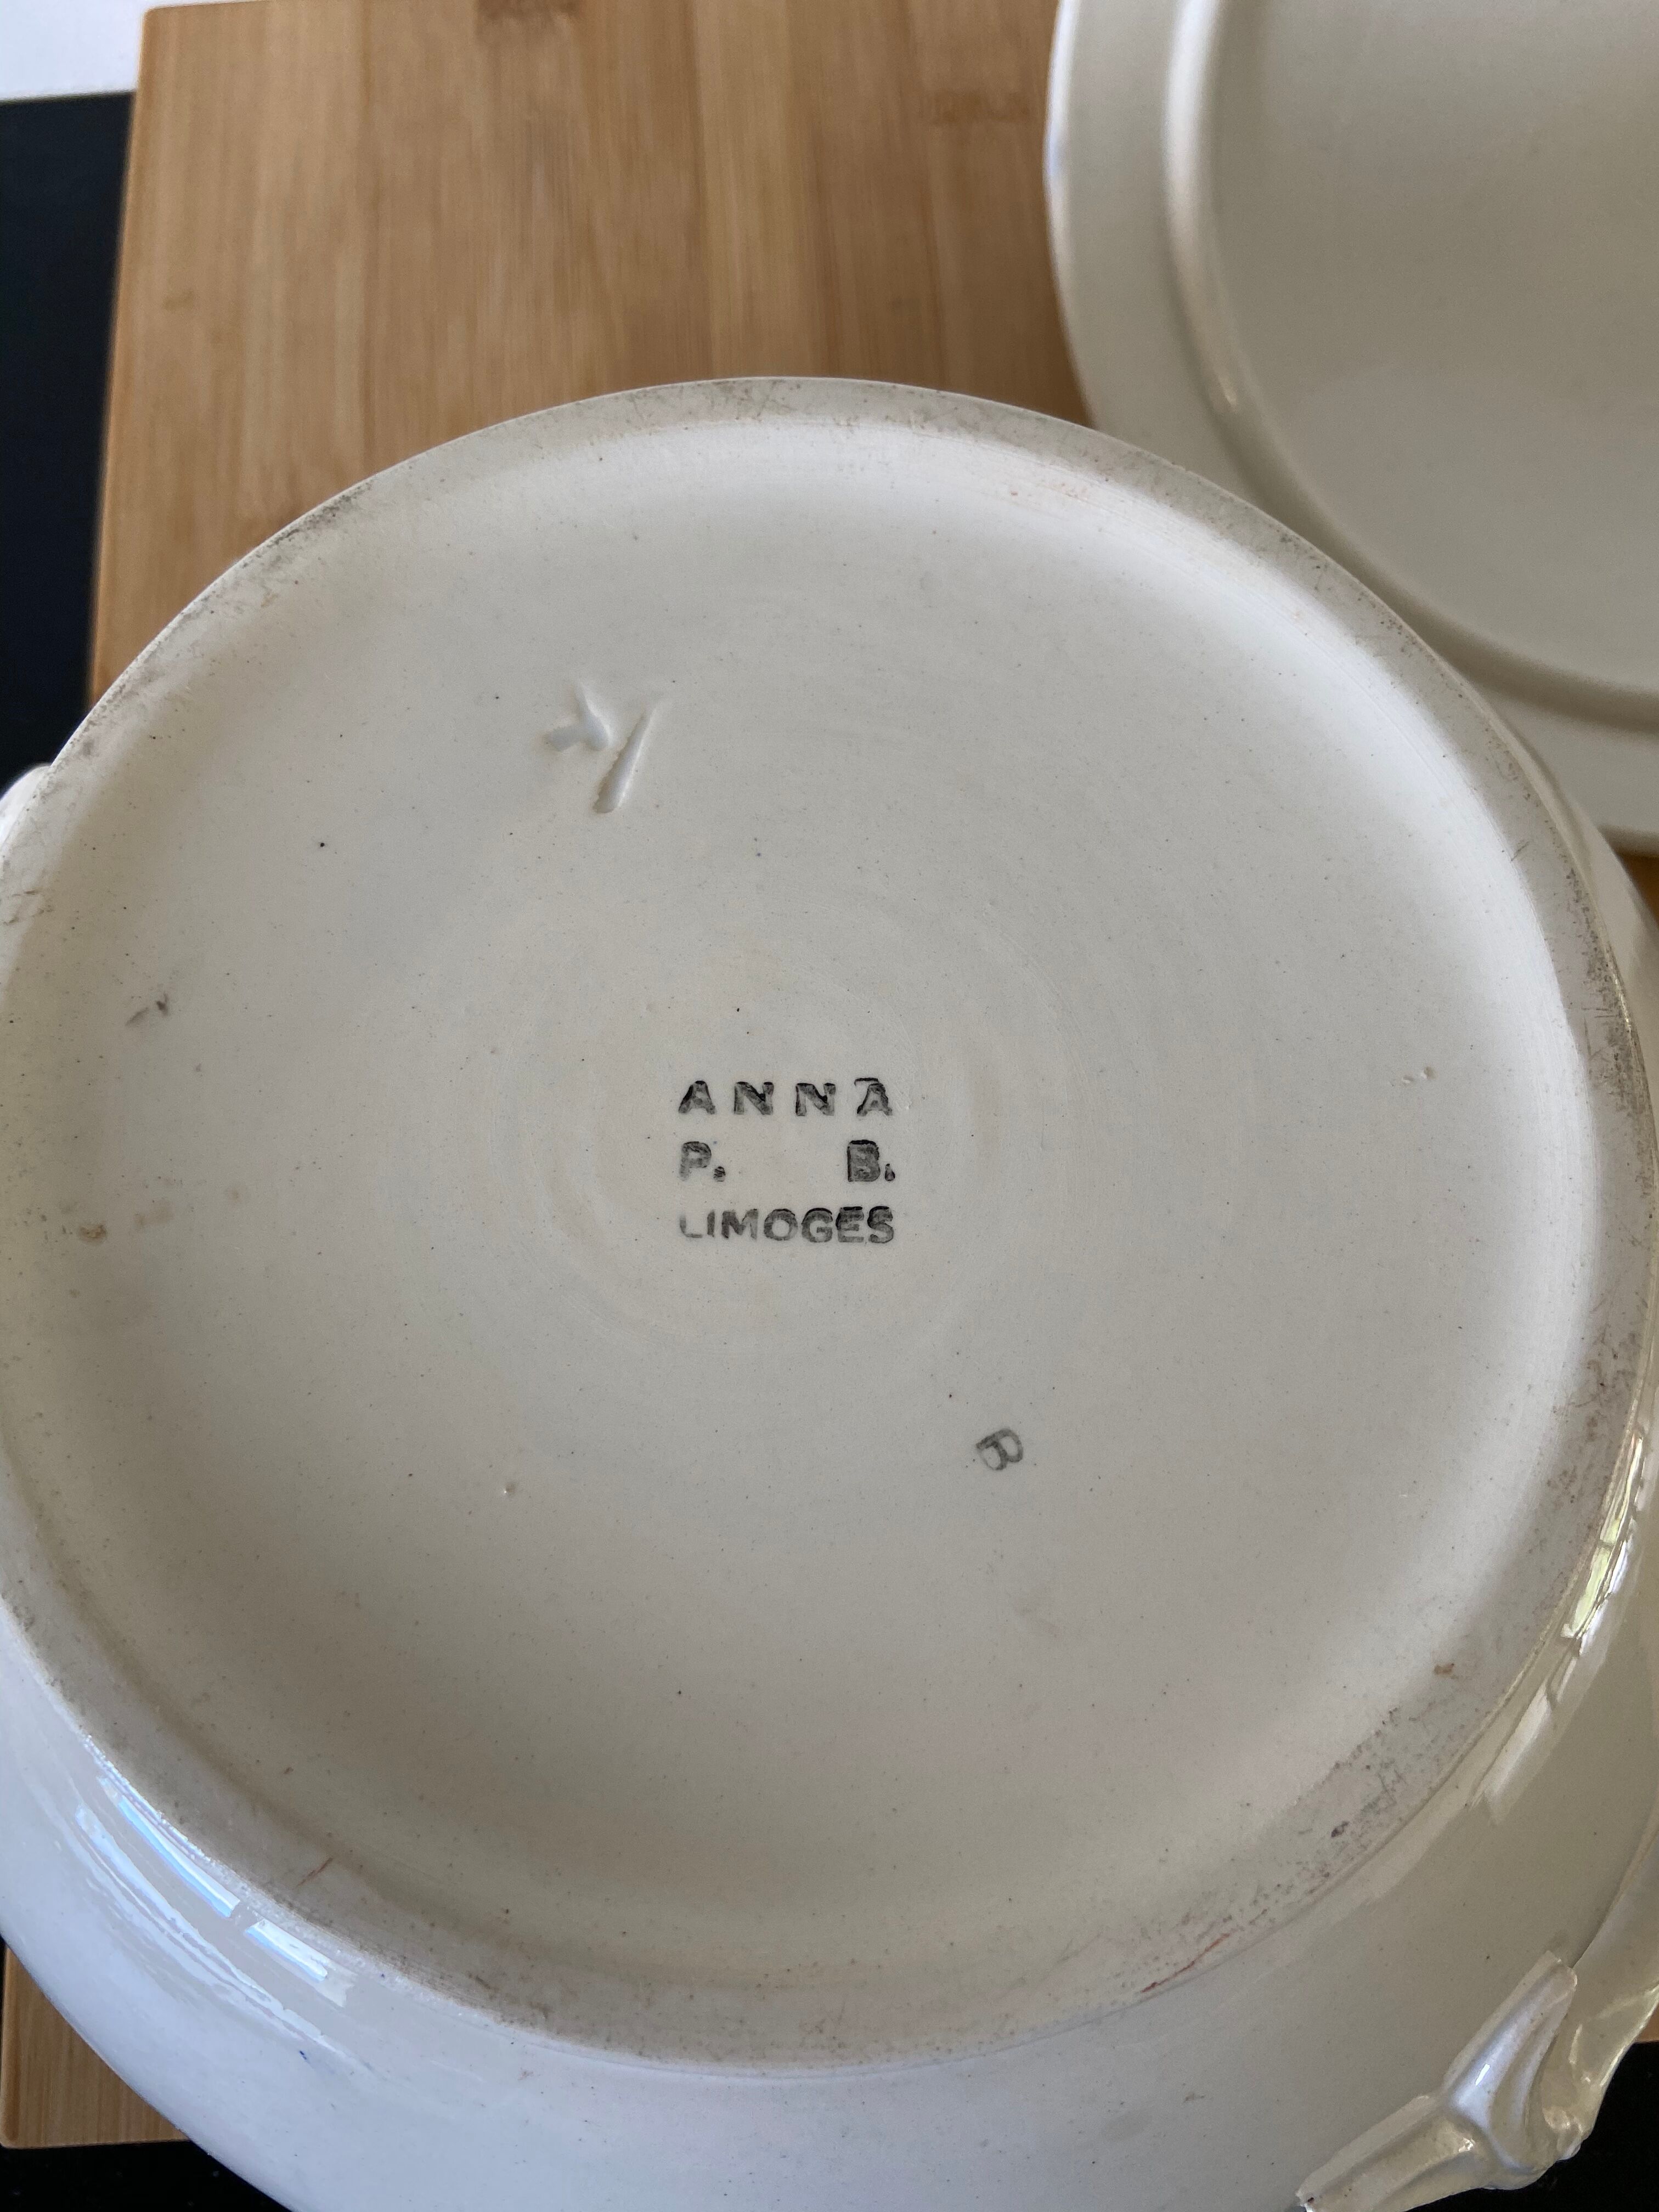 ANNA
P. B.
LIMOGES
B